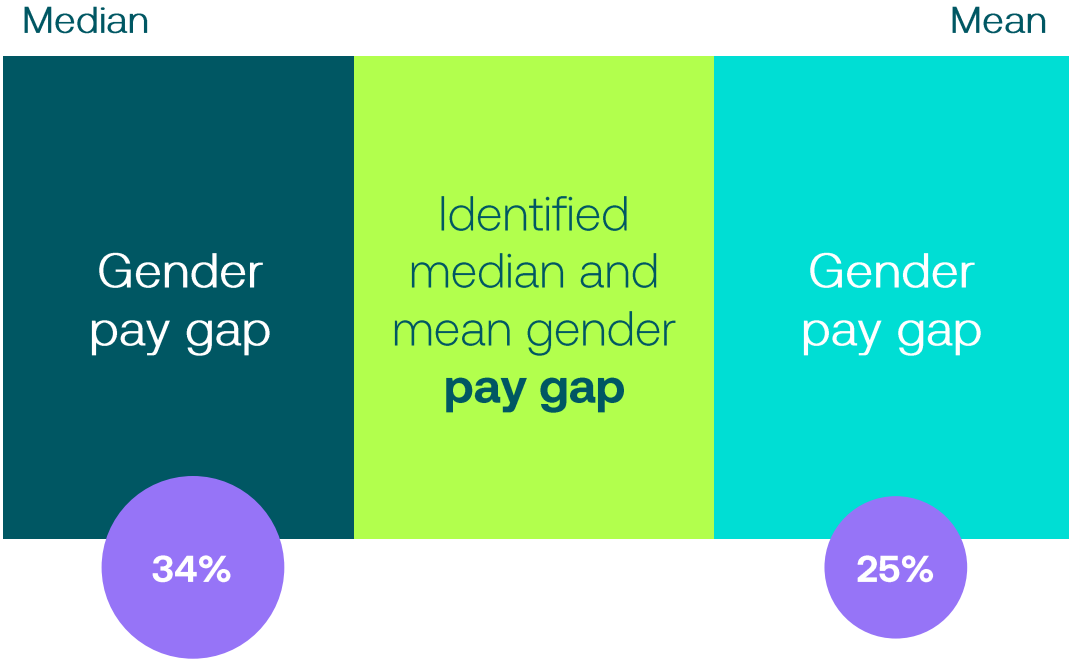 Median
Mean
Gender
pay gap
Identified
median and
mean gender
pay gap
Gender
pay gap
34%
25%